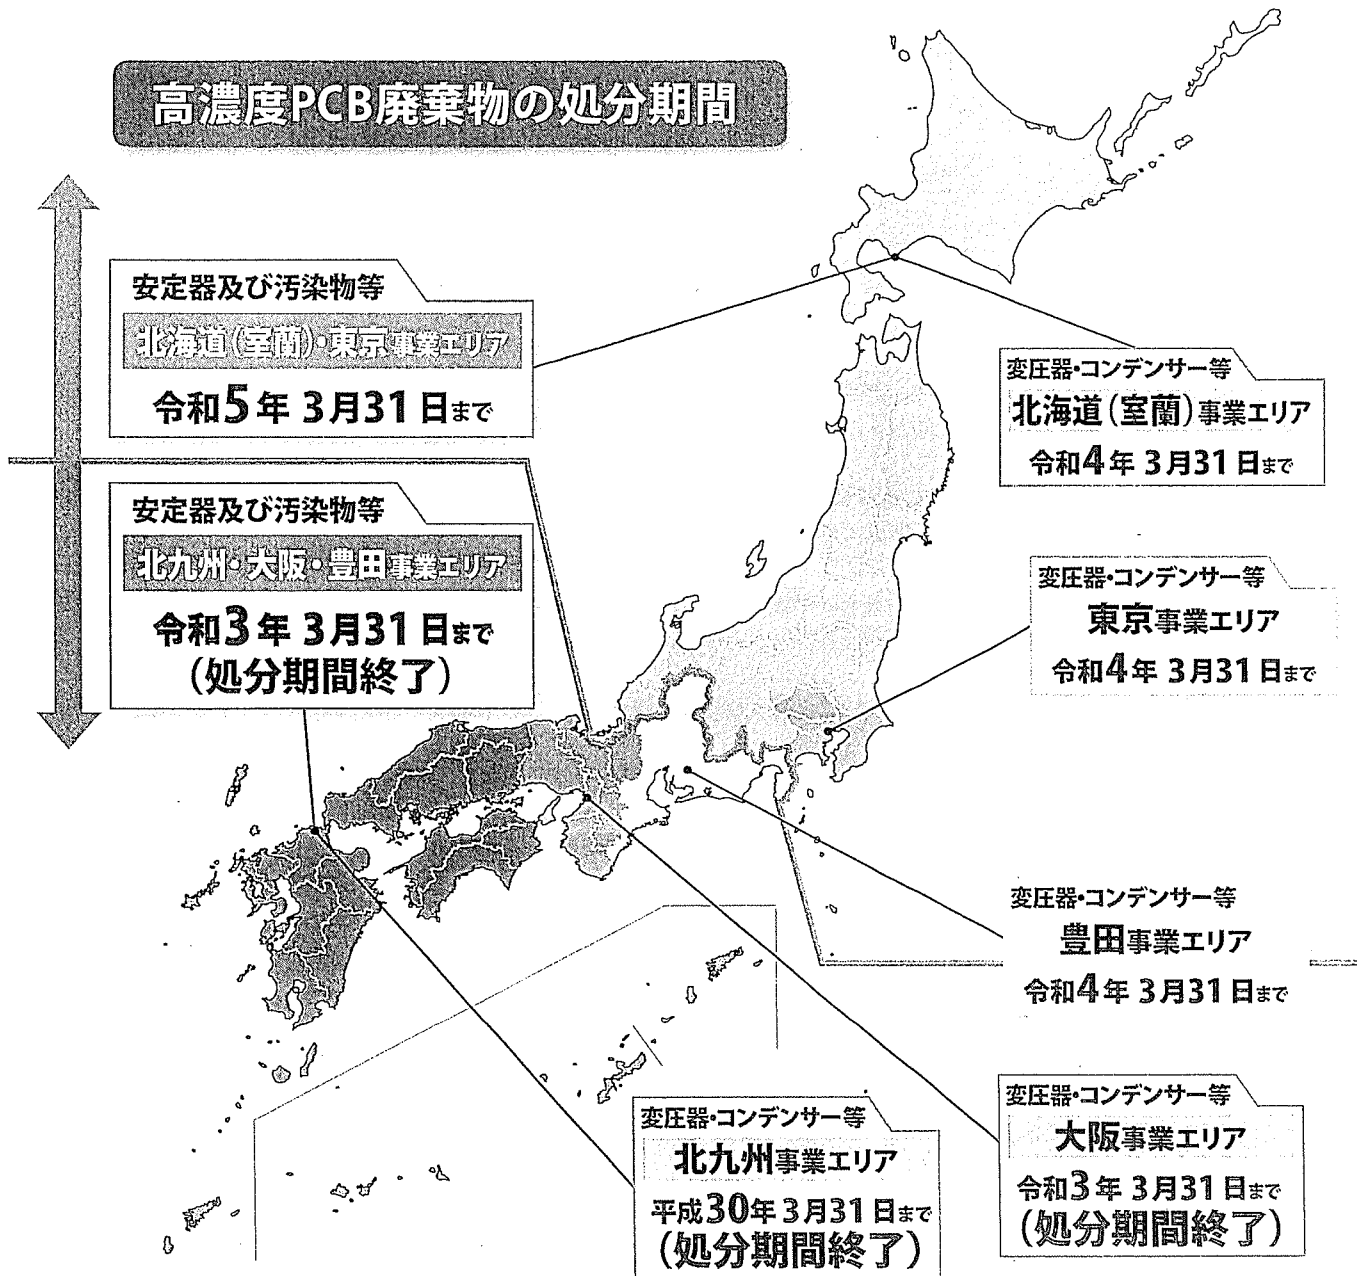 高濃度PCB廃棄物の処分期間
安定器及び汚染物等
北海道(室蘭)・東京事業エリア
令和5年 3月31日まで
安定器及び汚染物等
北九州・大阪・豊田事業エリア
令和3年 3月31日まで
(処分期間終了)
変圧器・コンデンサー等
北海道(室蘭)事業エリア
令和4年 3月31日まで
変圧器・コンデンサー等
東京事業エリア
令和4年 3月31日まで
変圧器・コンデンサー等
豊田事業エリア
令和4年 3月31日まで
変圧器・コンデンサー等
大阪事業エリア
令和3年 3月31日まで
(処分期間終了)
変圧器・コンデンサー等
北九州事業エリア
平成30年 3月31日まで
(処分期間終了)